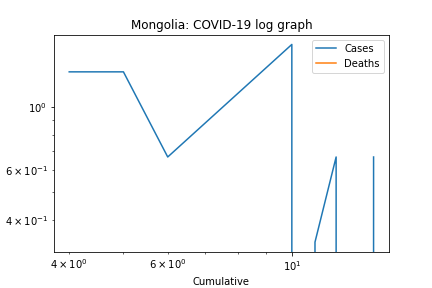 Mongolia: COVID-19 log graph
Cases
Deaths
10⁰
6 × 10⁻¹
4 × 10⁻¹
4 × 10⁰
6 × 10⁰
10¹
Cumulative